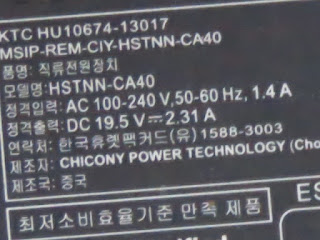 KTC HU10674-13017
MSIP-REM-CIY-HSTNN-CA40
품명: 직류전원장치
모델명:HSTNN-CA40
정격입력: AC 100-240 V,50-60 Hz, 1.4 A
정격출력: DC 19.5 V⎓2.31 A
연락처: 한국휴렛팩커드(유)1588-3003
제조자: CHICONY POWER TECHNOLOGY (Cho
제조국: 중국
최저소비효율기준 만족 제품
ES